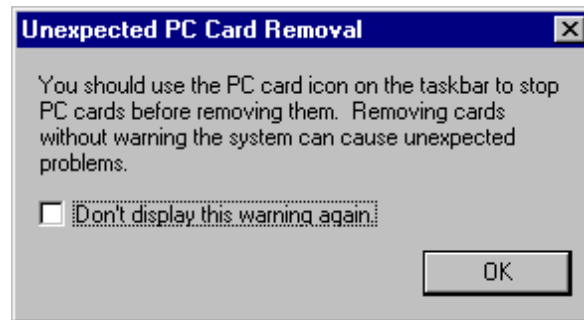 Unexpected PC Card Removal
You should use the PC card icon on the taskbar to stop
PC cards before removing them.  Removing cards
without warning the system can cause unexpected
problems.
Don't display this warning again.
OK